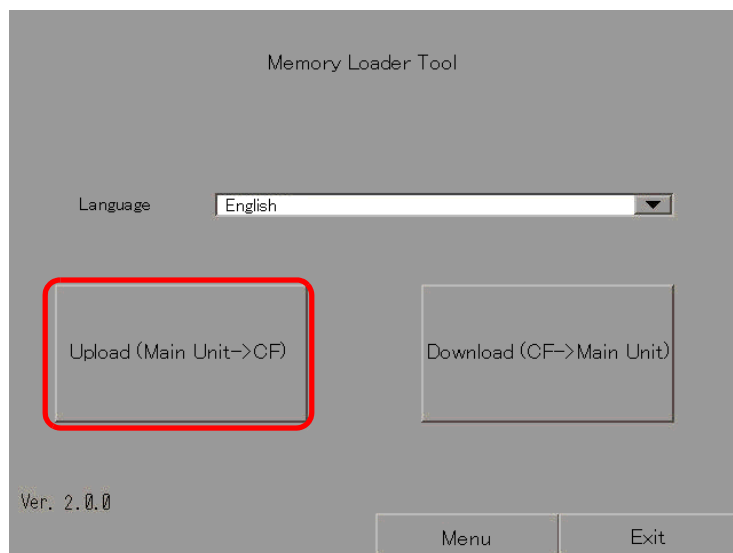 Memory Loader Tool
Language English
Upload (Main Unit->CF) Download (CF->Main Unit)
Ver. 2.0.0
Menu Exit